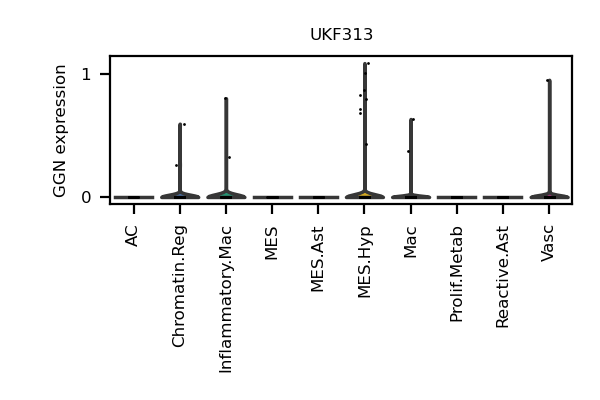 UKF313
GGN expression
1
0
AC
Chromatin.Reg
Inflammatory.Mac
MES
MES.Ast
MES.Hyp
Mac
Prolif.Metab
Reactive.Ast
Vasc